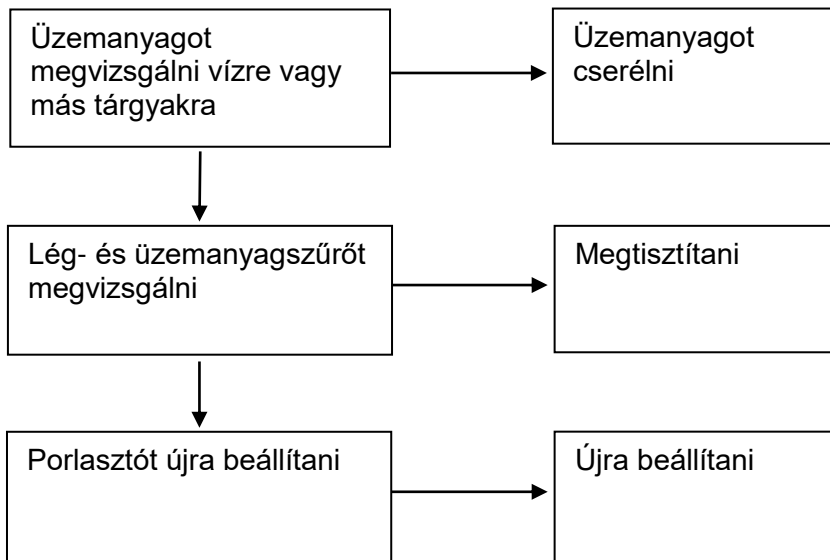 Üzemanyagot
megvizsgálni vízre vagy
más tárgyakra
Üzemanyagot
cserélni
Lég- és üzemanyagszűrőt
megvizsgálni
Megtisztítani
Porlasztót újra beállítani
Újra beállítani